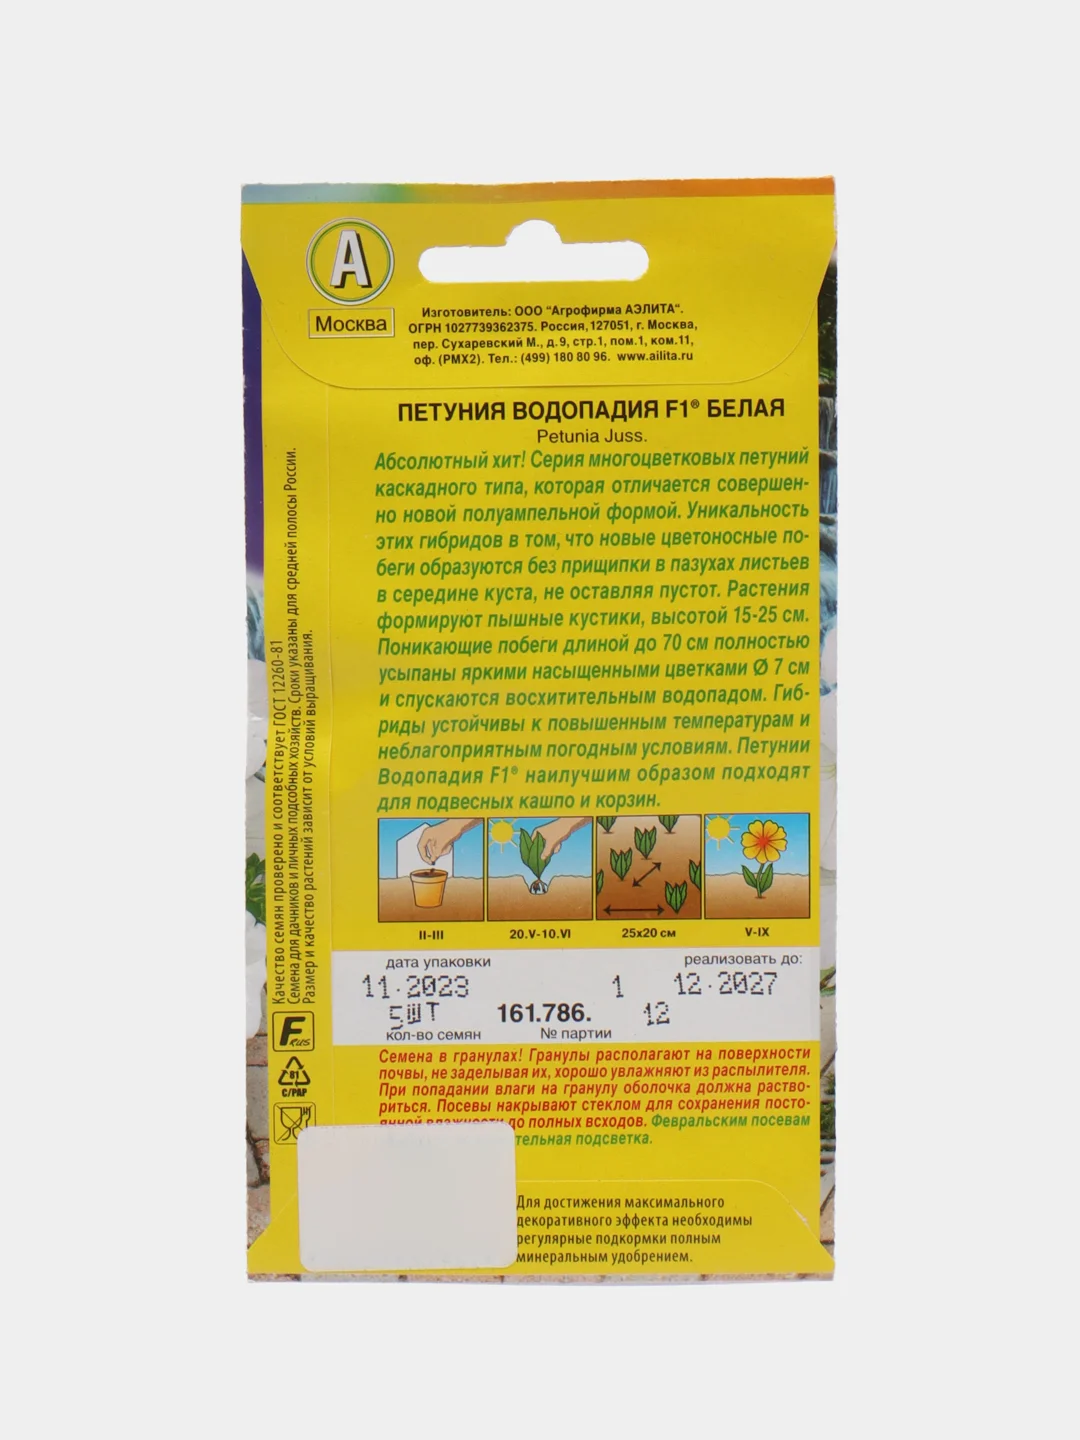 А
Москва
Изготовитель: ООО "Агрофирма АЭЛИТА".
ОГРН 1027739362375. Россия, 127051, г. Москва,
пер. Сухаревский М., д.9, стр.1, пом.1, ком.11,
оф. (РМХ2). Тел.: (499) 180 80 96. www.ailita.ru
ПЕТУНИЯ ВОДОПАДИЯ F1® БЕЛАЯ
Petunia Juss.
Абсолютный хит! Серия многоцветковых петуний
каскадного типа, которая отличается совершен-
но новой полуампельной формой. Уникальность
этих гибридов в том, что новые цветоносные по-
беги образуются без прищипки в пазухах листьев
в середине куста, не оставляя пустот. Растения
формируют пышные кустики, высотой 15-25 см.
Поникающие побеги длиной до 70 см полностью
усыпаны яркими насыщенными цветками Ø 7 см
и спускаются восхитительным водопадом. Гиб-
риды устойчивы к повышенным температурам и
неблагоприятным погодным условиям. Петунии
Водопадия F1® наилучшим образом подходят
для подвесных кашпо и корзин.
II-III
20.V-10.VI
25х20 см
V-IX
дата упаковки
реализовать до:
11.2023
1
12.2027
5ШТ
161.786.
12
кол-во семян
№ партии
Семена в гранулах! Гранулы располагают на поверхности
почвы, не заделывая их, хорошо увлажняют из распылителя.
При попадании влаги на гранулу оболочка должна раство-
риться. Посевы накрывают стеклом для сохранения посто-
янной влажности до полных всходов. Февральским посевам
подсветка.
Для достижения максимального
декоративного эффекта необходимы
регулярные подкормки полным
минеральным удобрением.
Качество семян проверено и соответствует ГОСТ 12260-81
Семена для дачников и личных подсобных хозяйств. Сроки указаны для средней полосы России.
Размер и качество растений зависит от условий выращивания.
F RUS
81
C/PAP